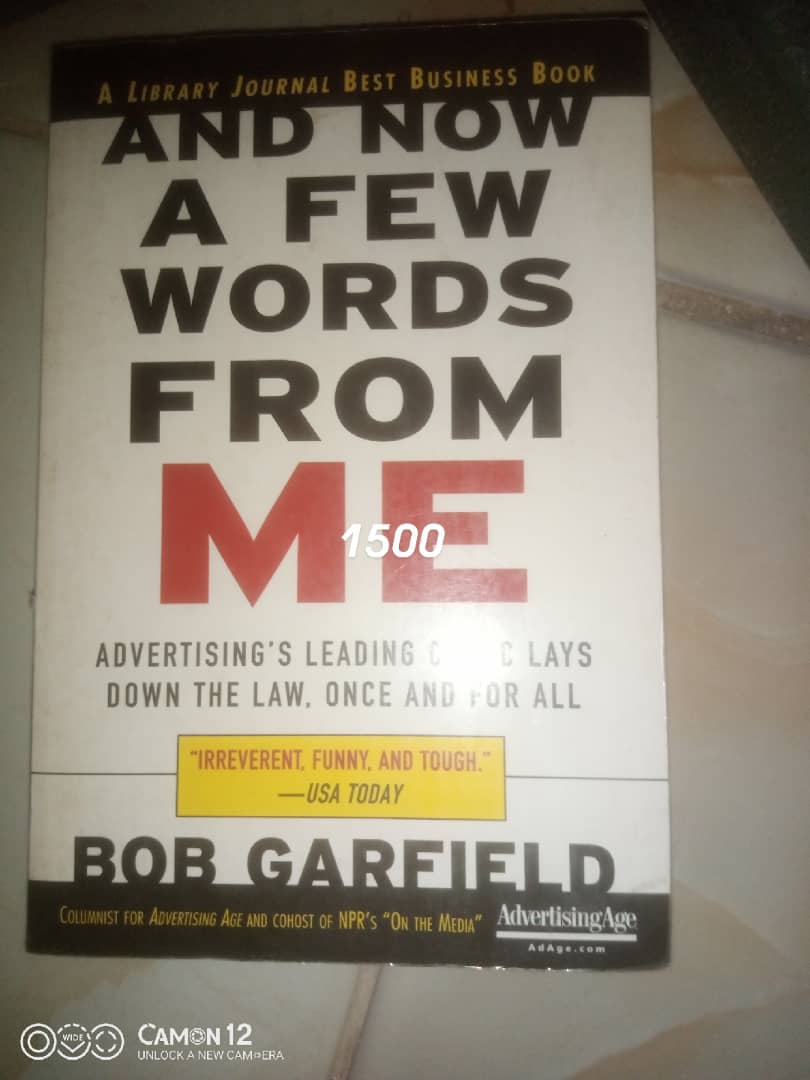 A LIBRARY JOURNAL BEST BUSINESS BOOK
AND NOW
A FEW
WORDS
FROM
ME
1500
ADVERTISING'S LEADING LAYS
DOWN THE LAW, ONCE AND FOR ALL
"IRREVERENT, FUNNY, AND TOUGH."
—USA TODAY
BOB GARFIELD
COLUMNIST FOR ADVERTISING AGE AND COHOST OF NPR'S "ON THE MEDIA"
AdvertisingAge
AdAge.com
WIDE
CAMON 12
UNLOCK A NEW CAMERA